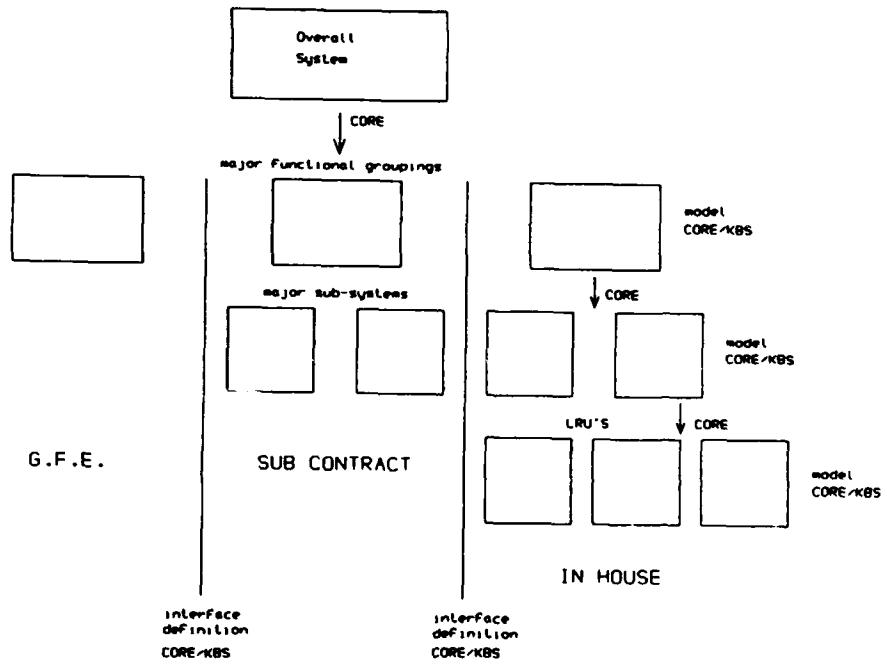 Overall
System
CORE
major functional groupings
model
CORE/KBS
CORE
major sub-systems
model
CORE/KBS
LRU'S
CORE
G.F.E.
SUB CONTRACT
model
CORE/KBS
IN HOUSE
interface
definition
CORE/KBS
interface
definition
CORE/KBS